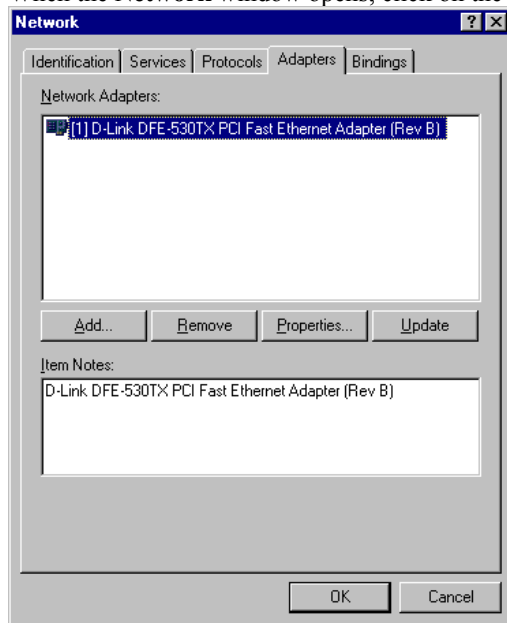 When the Network window opens, click on the
Network
Identification Services Protocols Adapters Bindings
Network Adapters:
[1] D-Link DFE-530TX PCI Fast Ethernet Adapter (Rev B)
Add... Remove Properties... Update
Item Notes:
D-Link DFE-530TX PCI Fast Ethernet Adapter (Rev B)
OK Cancel